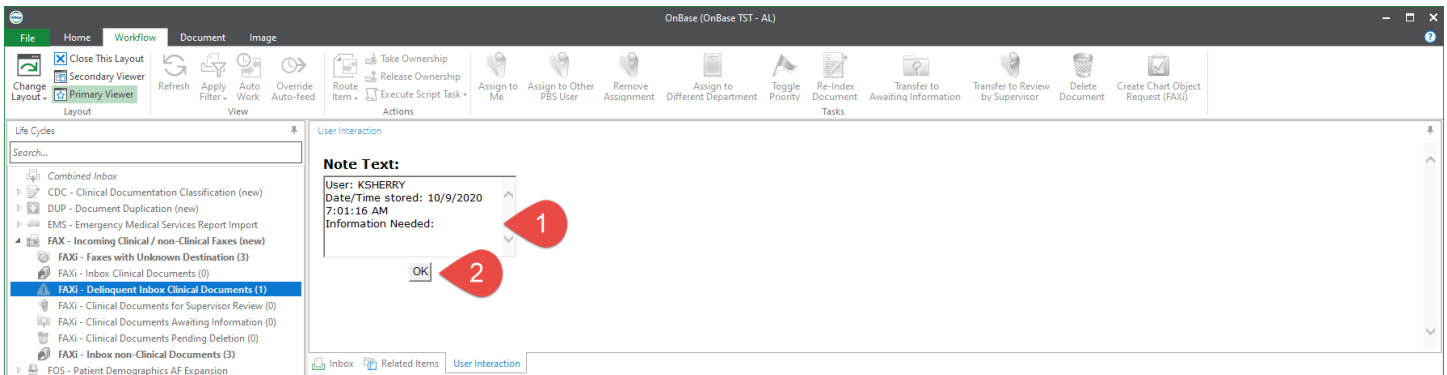 OnBase (OnBase TST - AL)
File Home Workflow Document Image
Close This Layout
Secondary Viewer
Primary Viewer
Change Layout
Layout
Refresh
Apply Filter
Auto Work
Override Auto-feed
View
Route Item
Take Ownership
Release Ownership
Execute Script Task
Actions
Assign to Me
Assign to Other PBS User
Remove Assignment
Assign to Different Department
Toggle Priority
Re-Index Document
Transfer to Awaiting Information
Transfer to Review by Supervisor
Delete Document
Create Chart Object Request (FAXi)
Tasks
Life Cycles
Search...
Combined Inbox
CDC - Clinical Documentation Classification (new)
DUP - Document Duplication (new)
EMS - Emergency Medical Services Report Import
FAX - Incoming Clinical / non-Clinical Faxes (new)
FAXi - Faxes with Unknown Destination (3)
FAXi - Inbox Clinical Documents (0)
FAXi - Delinquent Inbox Clinical Documents (1)
FAXi - Clinical Documents for Supervisor Review (0)
FAXi - Clinical Documents Awaiting Information (0)
FAXi - Clinical Documents Pending Deletion (0)
FAXi - Inbox non-Clinical Documents (3)
FOS - Patient Demographics AF Expansion
User Interaction
Note Text:
User: KSHERRY
Date/Time stored: 10/9/2020
7:01:16 AM
Information Needed:
1
OK
2
Inbox Related Items User Interaction